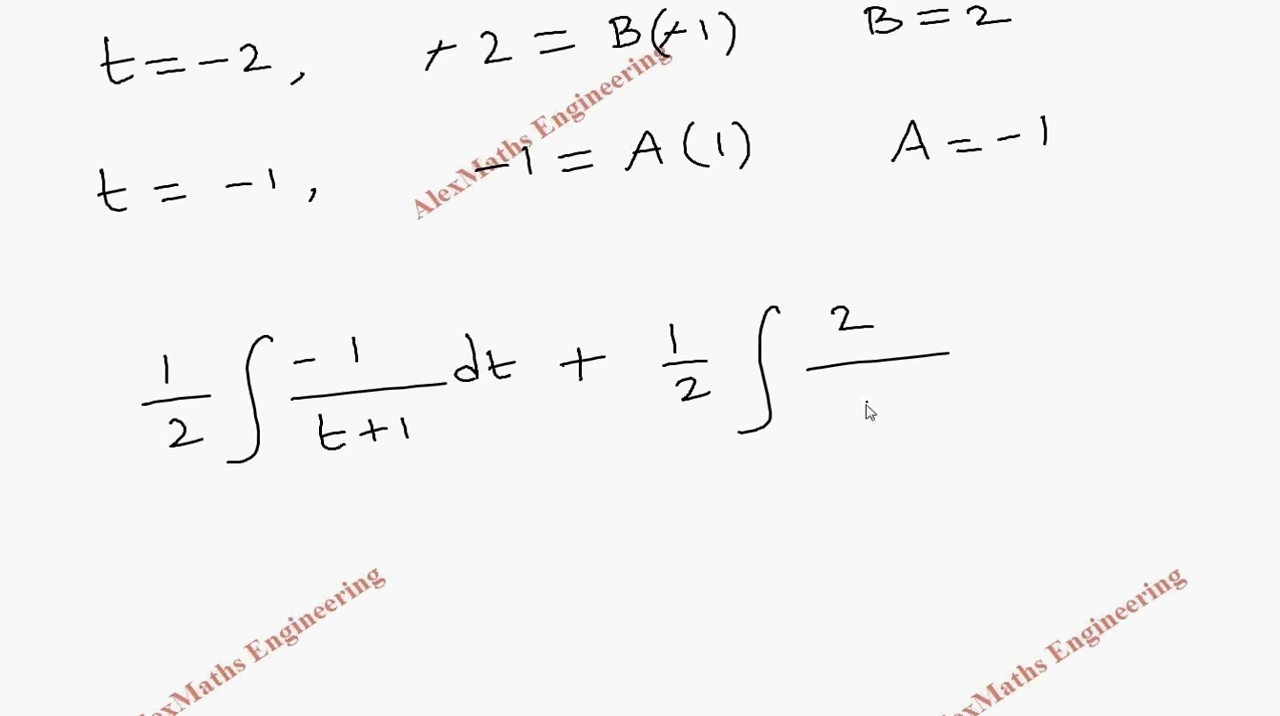 t = -2, + 2 = B(+1) B = 2
t = -1, -1 = A(1) A = -1
1/2 ∫ -1/(t+1) dt + 1/2 ∫ 2/
AlexMaths Engineering
AlexMaths Engineering
AlexMaths Engineering